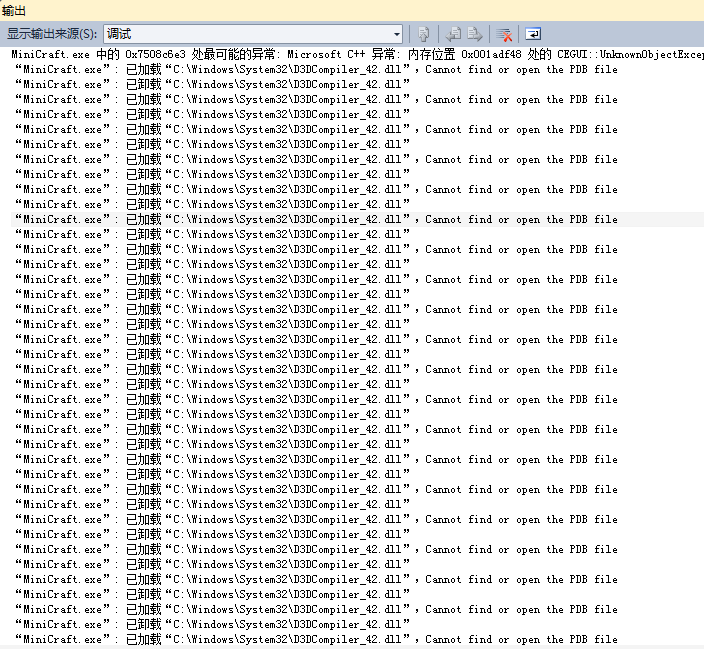 输出
显示输出来源(S): 调试
MiniCraft.exe 中的 0x7508c6e3 处最可能的异常: Microsoft C++ 异常: 内存位置 0x001adf48 处的 CEGUI::UnknownObjectExcep
“MiniCraft.exe”: 已加载“C:\Windows\System32\D3DCompiler_42.dll”，Cannot find or open the PDB file
“MiniCraft.exe”: 已卸载“C:\Windows\System32\D3DCompiler_42.dll”
“MiniCraft.exe”: 已加载“C:\Windows\System32\D3DCompiler_42.dll”，Cannot find or open the PDB file
“MiniCraft.exe”: 已卸载“C:\Windows\System32\D3DCompiler_42.dll”
“MiniCraft.exe”: 已加载“C:\Windows\System32\D3DCompiler_42.dll”，Cannot find or open the PDB file
“MiniCraft.exe”: 已卸载“C:\Windows\System32\D3DCompiler_42.dll”
“MiniCraft.exe”: 已加载“C:\Windows\System32\D3DCompiler_42.dll”，Cannot find or open the PDB file
“MiniCraft.exe”: 已卸载“C:\Windows\System32\D3DCompiler_42.dll”
“MiniCraft.exe”: 已加载“C:\Windows\System32\D3DCompiler_42.dll”，Cannot find or open the PDB file
“MiniCraft.exe”: 已卸载“C:\Windows\System32\D3DCompiler_42.dll”
“MiniCraft.exe”: 已加载“C:\Windows\System32\D3DCompiler_42.dll”，Cannot find or open the PDB file
“MiniCraft.exe”: 已卸载“C:\Windows\System32\D3DCompiler_42.dll”
“MiniCraft.exe”: 已加载“C:\Windows\System32\D3DCompiler_42.dll”，Cannot find or open the PDB file
“MiniCraft.exe”: 已卸载“C:\Windows\System32\D3DCompiler_42.dll”
“MiniCraft.exe”: 已加载“C:\Windows\System32\D3DCompiler_42.dll”，Cannot find or open the PDB file
“MiniCraft.exe”: 已卸载“C:\Windows\System32\D3DCompiler_42.dll”
“MiniCraft.exe”: 已加载“C:\Windows\System32\D3DCompiler_42.dll”，Cannot find or open the PDB file
“MiniCraft.exe”: 已卸载“C:\Windows\System32\D3DCompiler_42.dll”
“MiniCraft.exe”: 已加载“C:\Windows\System32\D3DCompiler_42.dll”，Cannot find or open the PDB file
“MiniCraft.exe”: 已卸载“C:\Windows\System32\D3DCompiler_42.dll”
“MiniCraft.exe”: 已加载“C:\Windows\System32\D3DCompiler_42.dll”，Cannot find or open the PDB file
“MiniCraft.exe”: 已卸载“C:\Windows\System32\D3DCompiler_42.dll”
“MiniCraft.exe”: 已加载“C:\Windows\System32\D3DCompiler_42.dll”，Cannot find or open the PDB file
“MiniCraft.exe”: 已卸载“C:\Windows\System32\D3DCompiler_42.dll”
“MiniCraft.exe”: 已加载“C:\Windows\System32\D3DCompiler_42.dll”，Cannot find or open the PDB file
“MiniCraft.exe”: 已卸载“C:\Windows\System32\D3DCompiler_42.dll”
“MiniCraft.exe”: 已加载“C:\Windows\System32\D3DCompiler_42.dll”，Cannot find or open the PDB file
“MiniCraft.exe”: 已卸载“C:\Windows\System32\D3DCompiler_42.dll”
“MiniCraft.exe”: 已加载“C:\Windows\System32\D3DCompiler_42.dll”，Cannot find or open the PDB file
“MiniCraft.exe”: 已卸载“C:\Windows\System32\D3DCompiler_42.dll”
“MiniCraft.exe”: 已加载“C:\Windows\System32\D3DCompiler_42.dll”，Cannot find or open the PDB file
“MiniCraft.exe”: 已卸载“C:\Windows\System32\D3DCompiler_42.dll”
“MiniCraft.exe”: 已加载“C:\Windows\System32\D3DCompiler_42.dll”，Cannot find or open the PDB file
“MiniCraft.exe”: 已卸载“C:\Windows\System32\D3DCompiler_42.dll”
“MiniCraft.exe”: 已加载“C:\Windows\System32\D3DCompiler_42.dll”，Cannot find or open the PDB file
“MiniCraft.exe”: 已卸载“C:\Windows\System32\D3DCompiler_42.dll”
“MiniCraft.exe”: 已加载“C:\Windows\System32\D3DCompiler_42.dll”，Cannot find or open the PDB file
“MiniCraft.exe”: 已卸载“C:\Windows\System32\D3DCompiler_42.dll”
“MiniCraft.exe”: 已加载“C:\Windows\System32\D3DCompiler_42.dll”，Cannot find or open the PDB file